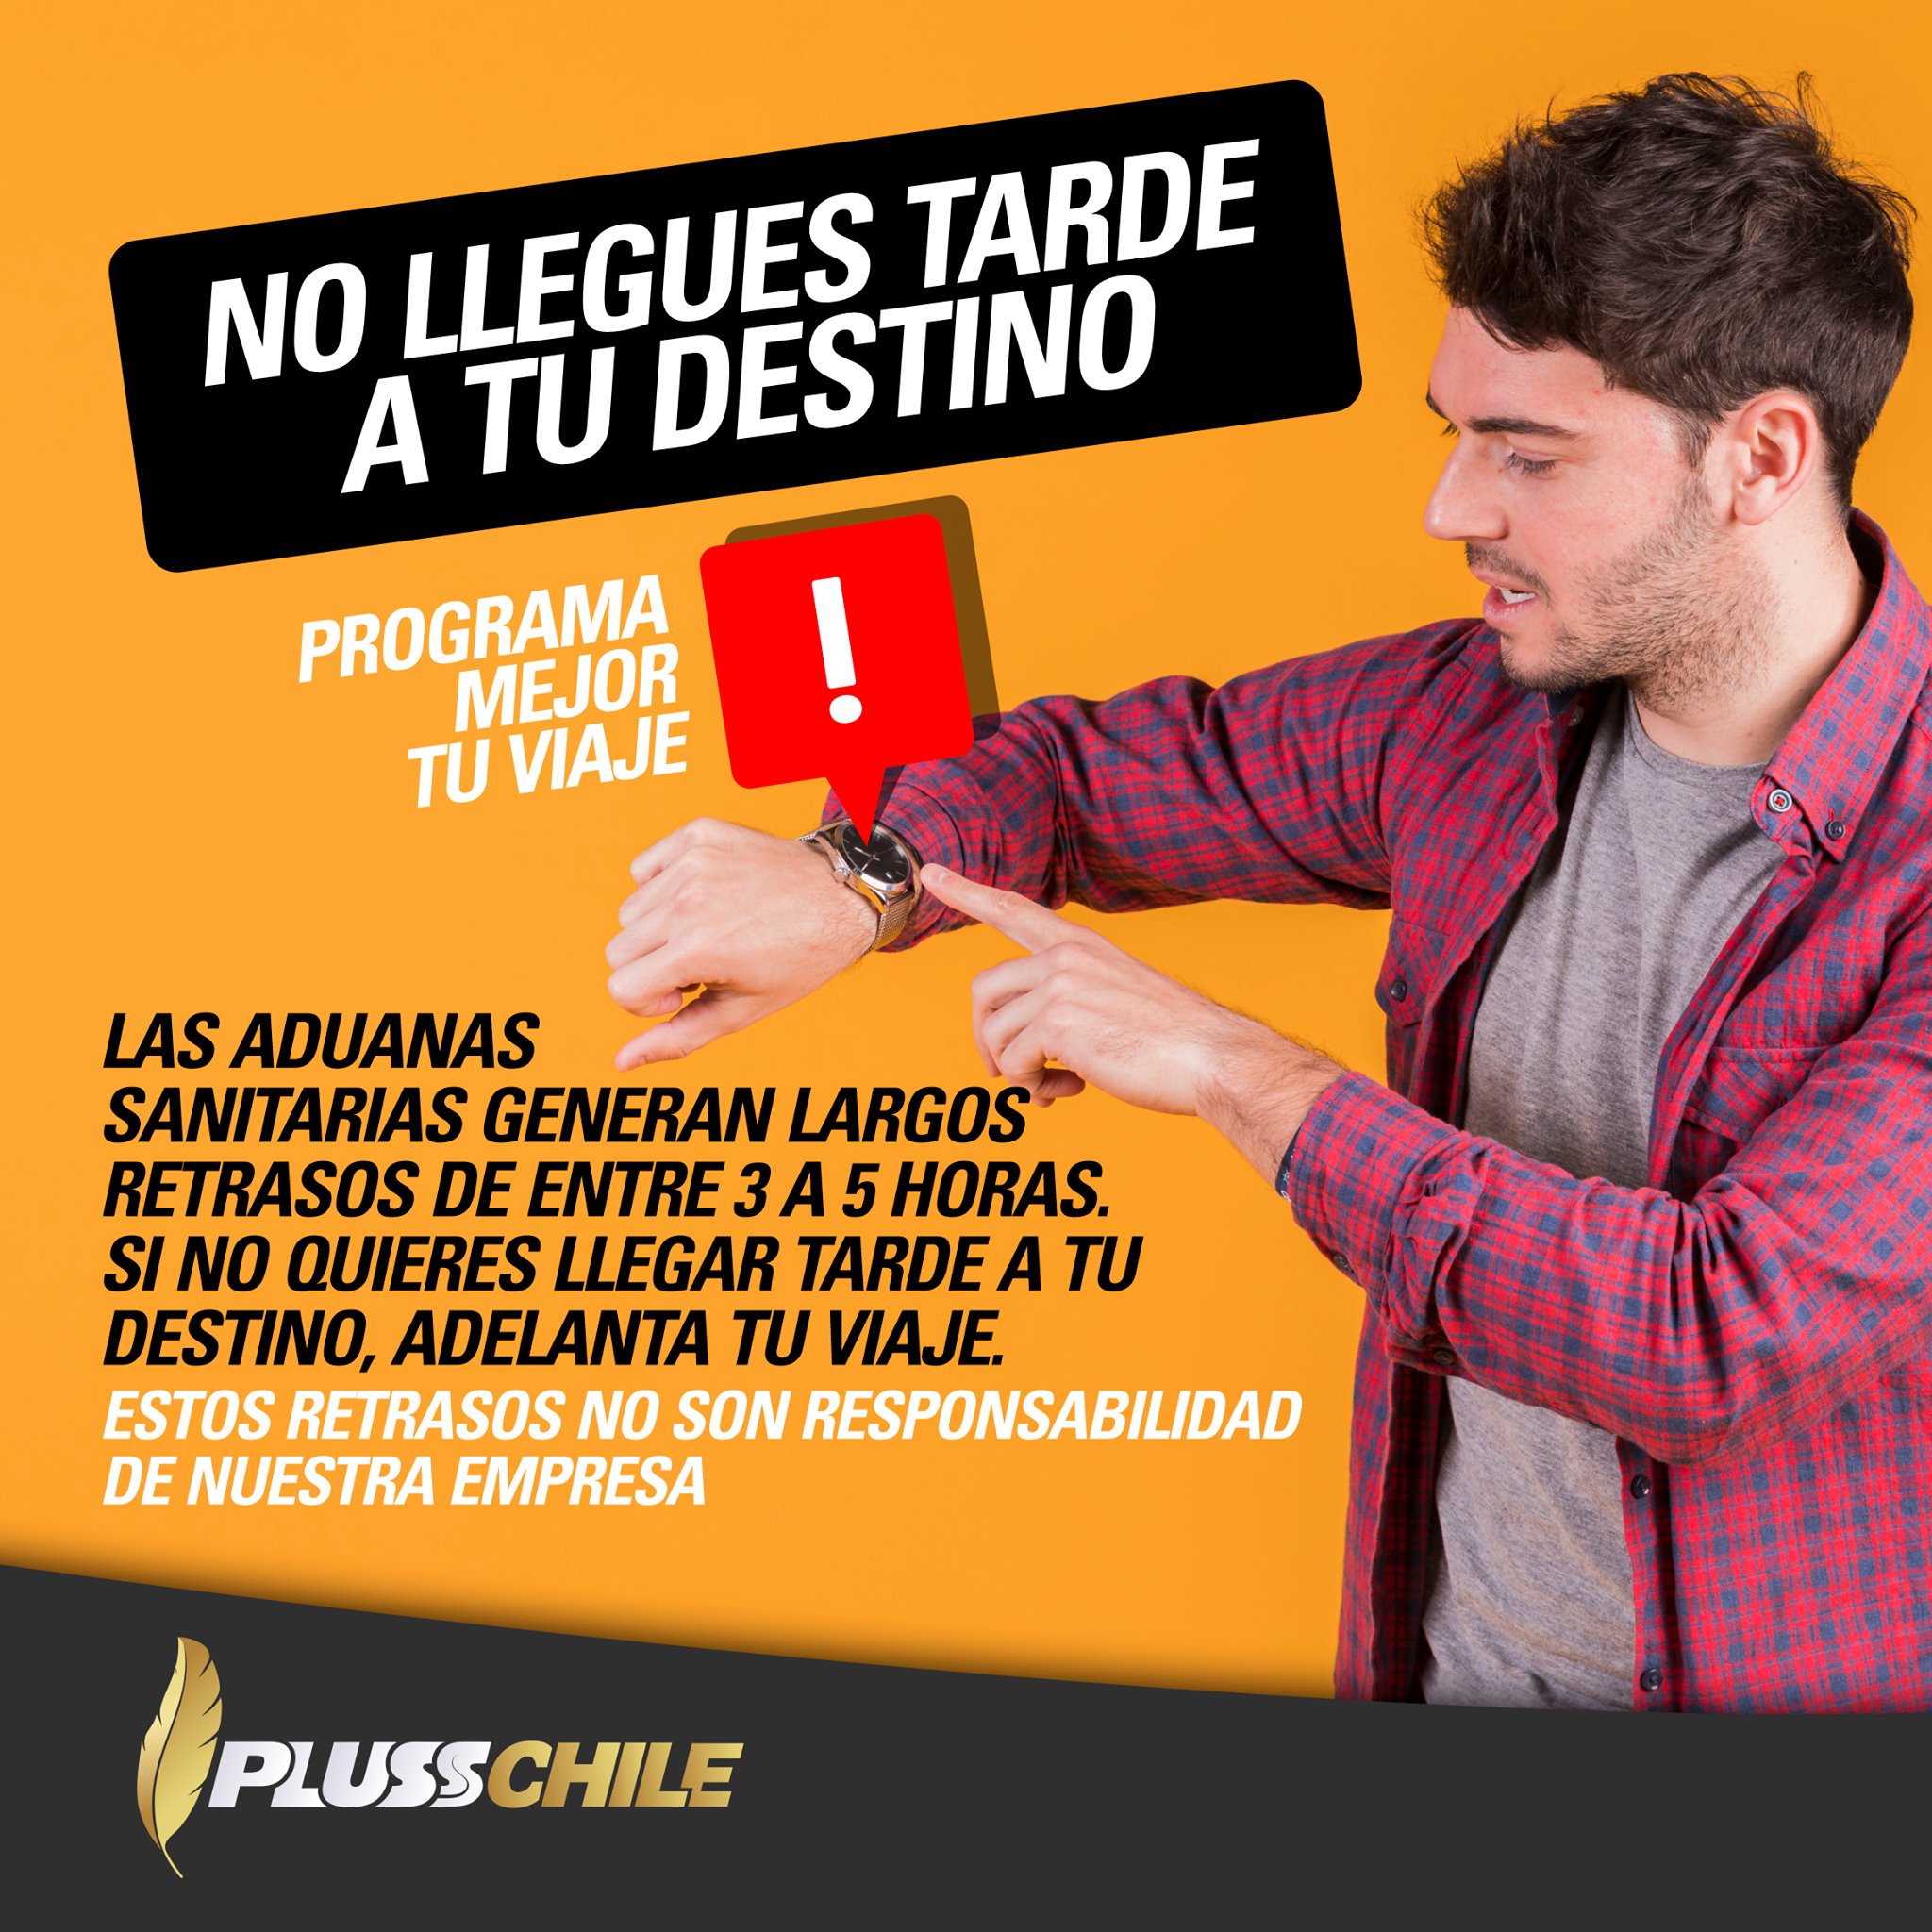 NO LLEGUES TARDE
A TU DESTINO
PROGRAMA
MEJOR
TU VIAJE
!
LAS ADUANAS
SANITARIAS GENERAN LARGOS
RETRASOS DE ENTRE 3 A 5 HORAS.
SI NO QUIERES LLEGAR TARDE A TU
DESTINO, ADELANTA TU VIAJE.
ESTOS RETRASOS NO SON RESPONSABILIDAD
DE NUESTRA EMPRESA
PLUSSCHILE